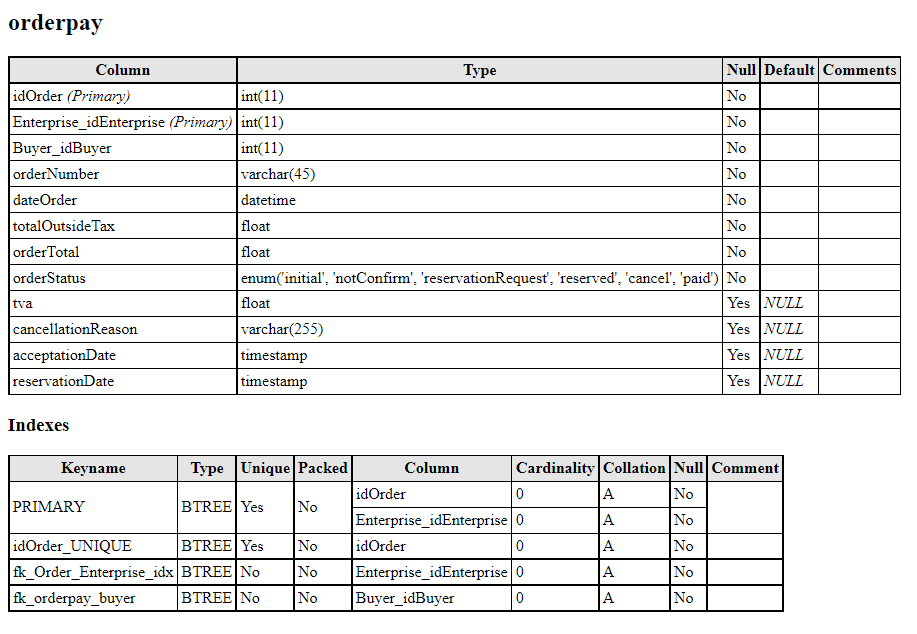 orderpay
Column Type Null Default Comments
idOrder (Primary) int(11) No
Enterprise_idEnterprise (Primary) int(11) No
Buyer_idBuyer int(11) No
orderNumber varchar(45) No
dateOrder datetime No
totalOutsideTax float No
orderTotal float No
orderStatus enum('initial', 'notConfirm', 'reservationRequest', 'reserved', 'cancel', 'paid') No
tva float Yes NULL
cancellationReason varchar(255) Yes NULL
acceptationDate timestamp Yes NULL
reservationDate timestamp Yes NULL
Indexes
Keyname Type Unique Packed Column Cardinality Collation Null Comment
PRIMARY BTREE Yes No idOrder 0 A No
Enterprise_idEnterprise 0 A No
idOrder_UNIQUE BTREE Yes No idOrder 0 A No
fk_Order_Enterprise_idx BTREE No No Enterprise_idEnterprise 0 A No
fk_orderpay_buyer BTREE No No Buyer_idBuyer 0 A No